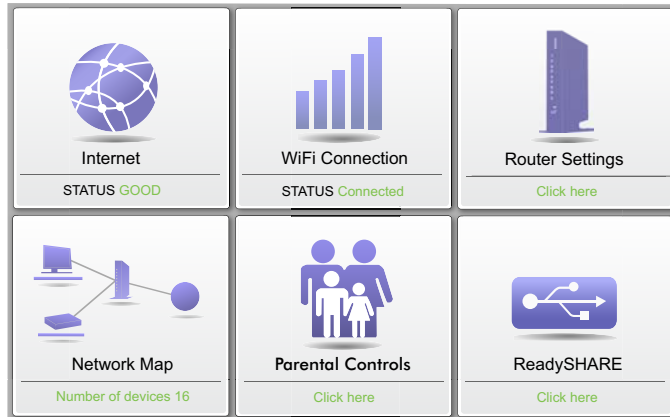 Internet
STATUS GOOD
WiFi Connection
STATUS Connected
Router Settings
Click here
Network Map
Number of devices 16
Parental Controls
Click here
ReadySHARE
Click here